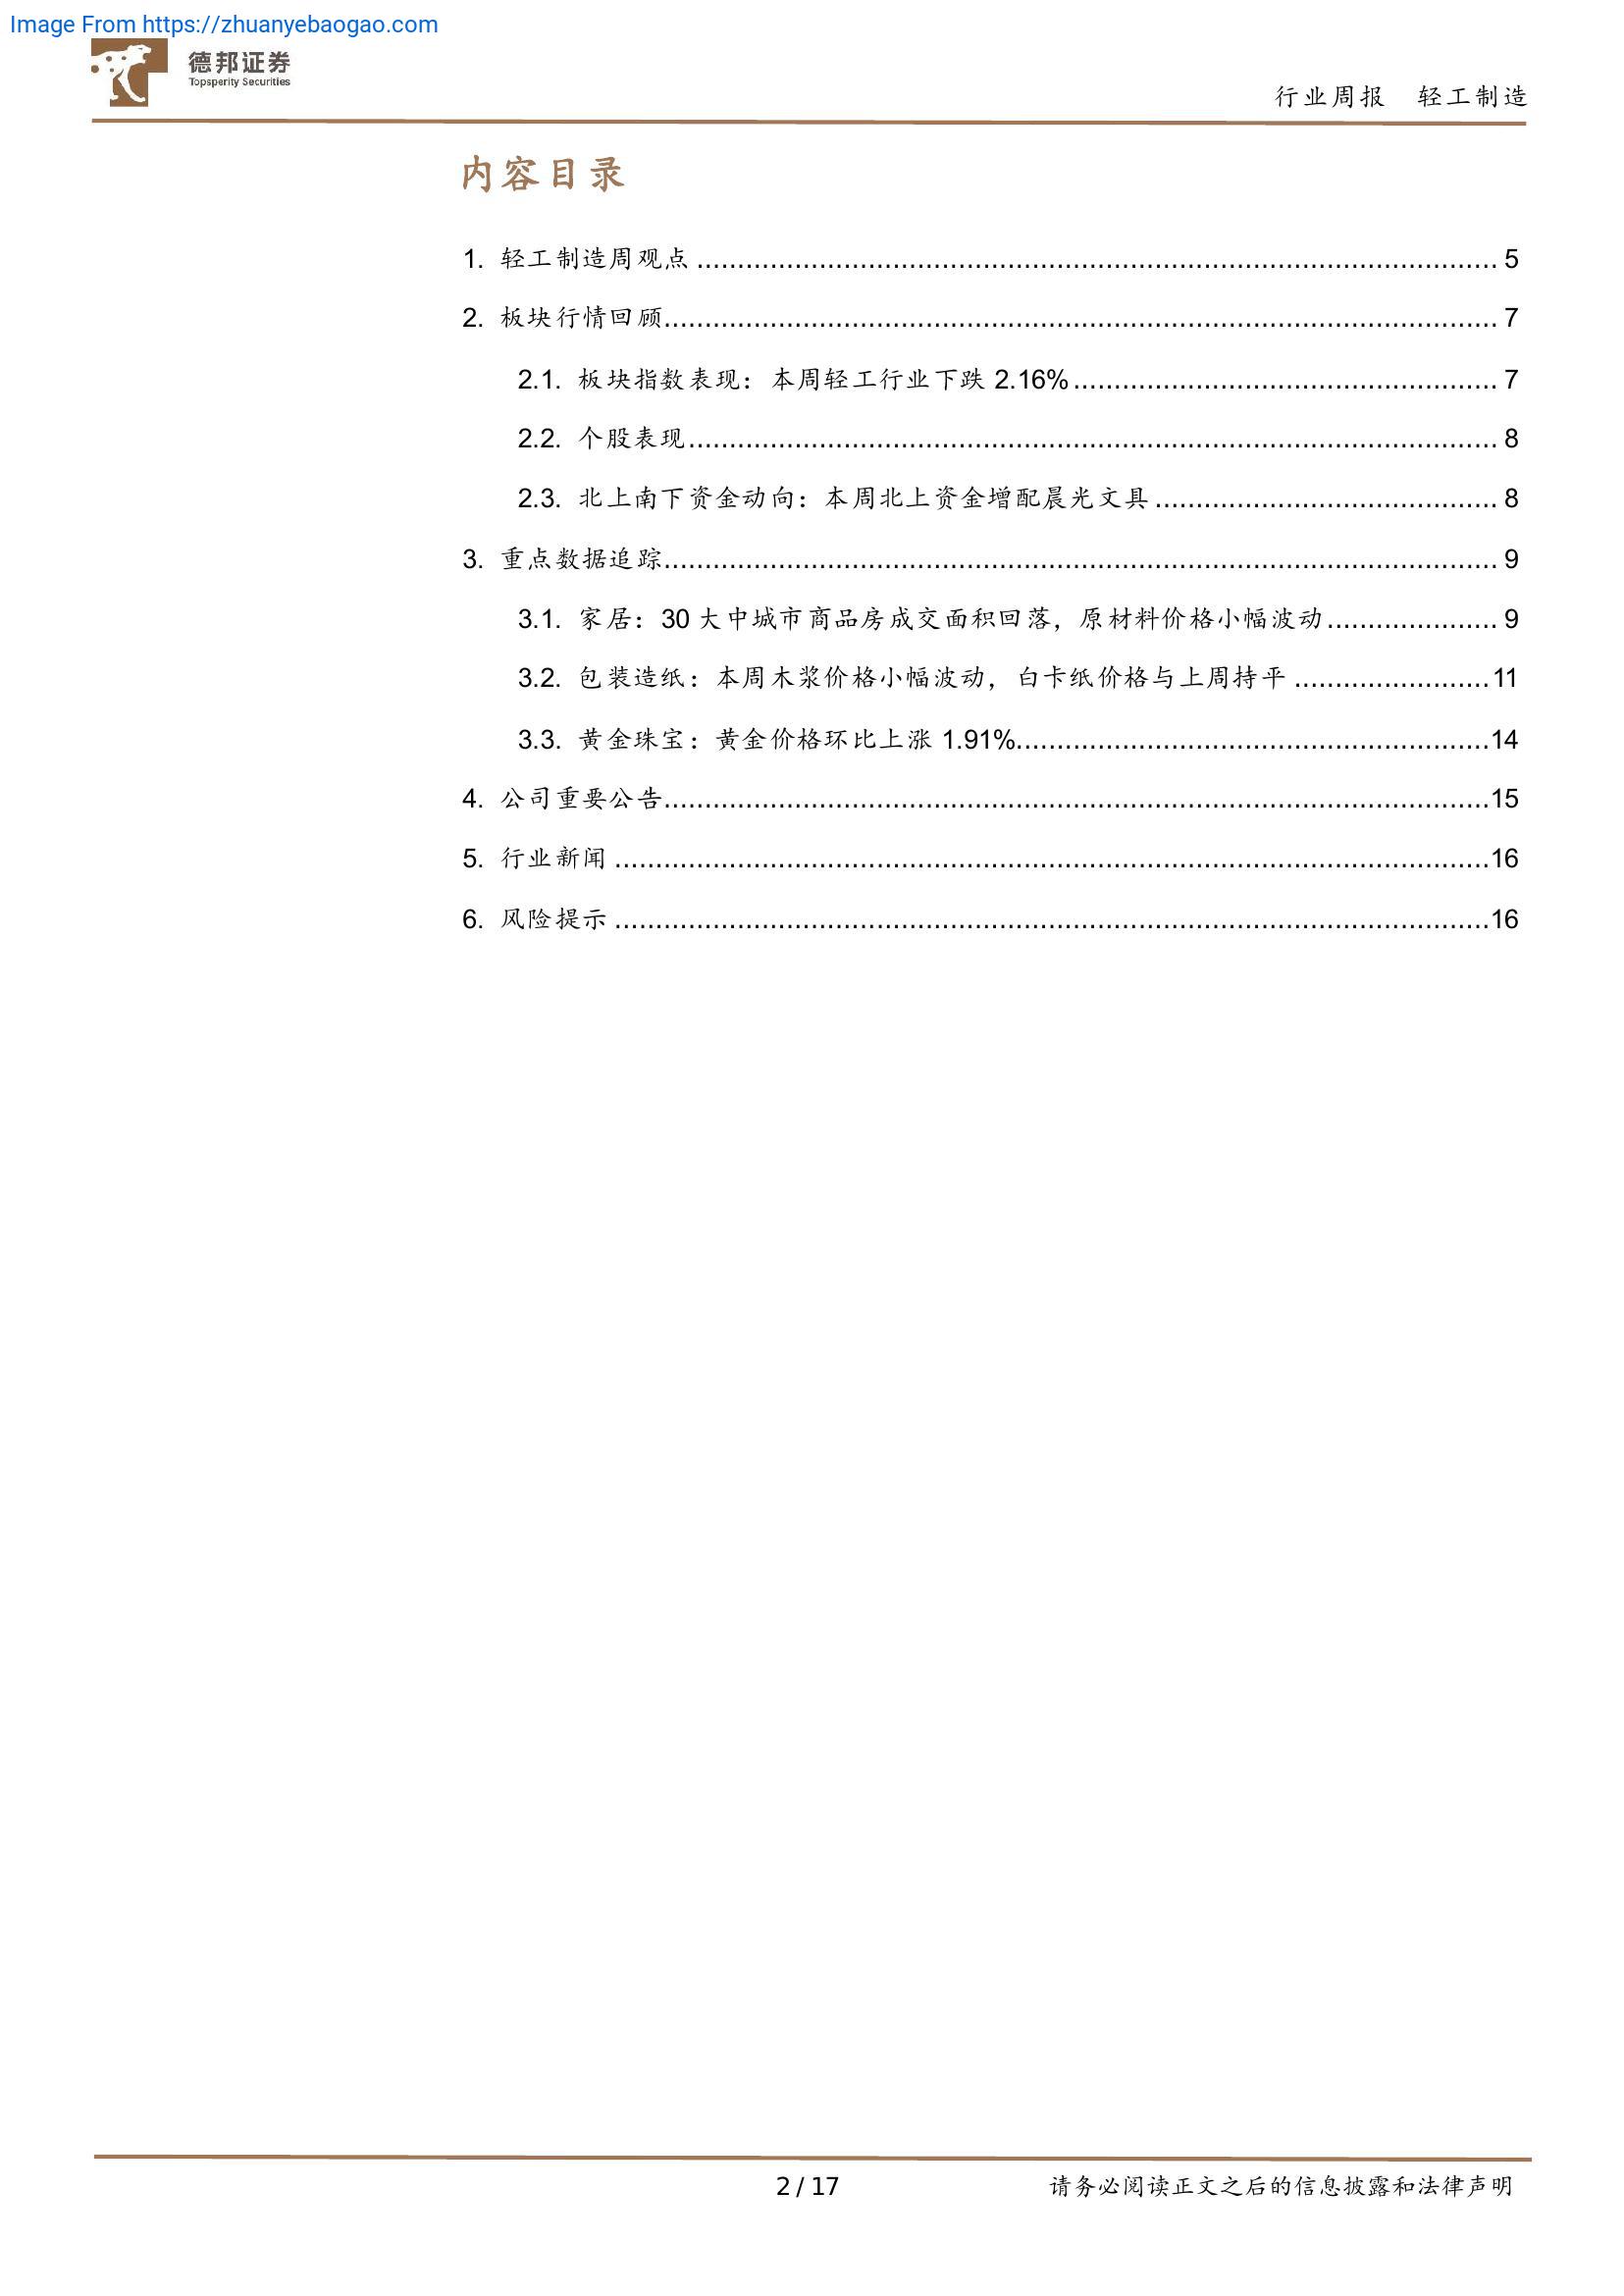 Image From https://zhuanyebaogao.com
德邦证券
Topsperity Securities
行业周报 轻工制造
内容目录
1. 轻工制造周观点 ........ 5
2. 板块行情回顾 ........ 7
2.1. 板块指数表现：本周轻工行业下跌 2.16% ........ 7
2.2. 个股表现 ........ 8
2.3. 北上南下资金动向：本周北上资金增配晨光文具 ........ 8
3. 重点数据追踪 ........ 9
3.1. 家居：30 大中城市商品房成交面积回落，原材料价格小幅波动 ........ 9
3.2. 包装造纸：本周木浆价格小幅波动，白卡纸价格与上周持平 ........ 11
3.3. 黄金珠宝：黄金价格环比上涨 1.91% ........ 14
4. 公司重要公告 ........ 15
5. 行业新闻 ........ 16
6. 风险提示 ........ 16
2 / 17 请务必阅读正文之后的信息披露和法律声明